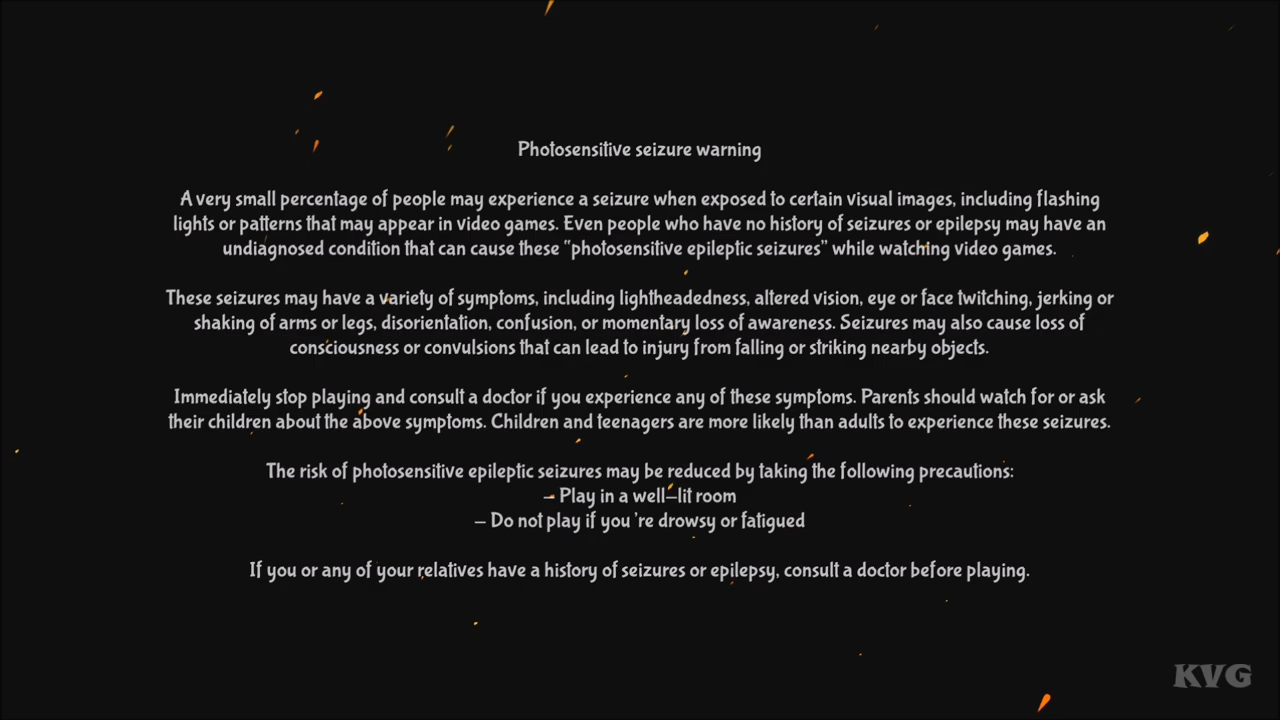 Photosensitive seizure warning
A very small percentage of people may experience a seizure when exposed to certain visual images, including flashing
lights or patterns that may appear in video games. Even people who have no history of seizures or epilepsy may have an
undiagnosed condition that can cause these “photosensitive epileptic seizures” while watching video games.
These seizures may have a variety of symptoms, including lightheadedness, altered vision, eye or face twitching, jerking or
shaking of arms or legs, disorientation, confusion, or momentary loss of awareness. Seizures may also cause loss of
consciousness or convulsions that can lead to injury from falling or striking nearby objects.
Immediately stop playing and consult a doctor if you experience any of these symptoms. Parents should watch for or ask
their children about the above symptoms. Children and teenagers are more likely than adults to experience these seizures.
The risk of photosensitive epileptic seizures may be reduced by taking the following precautions:
– Play in a well–lit room
– Do not play if you 're drowsy or fatigued
If you or any of your relatives have a history of seizures or epilepsy, consult a doctor before playing.
KVG